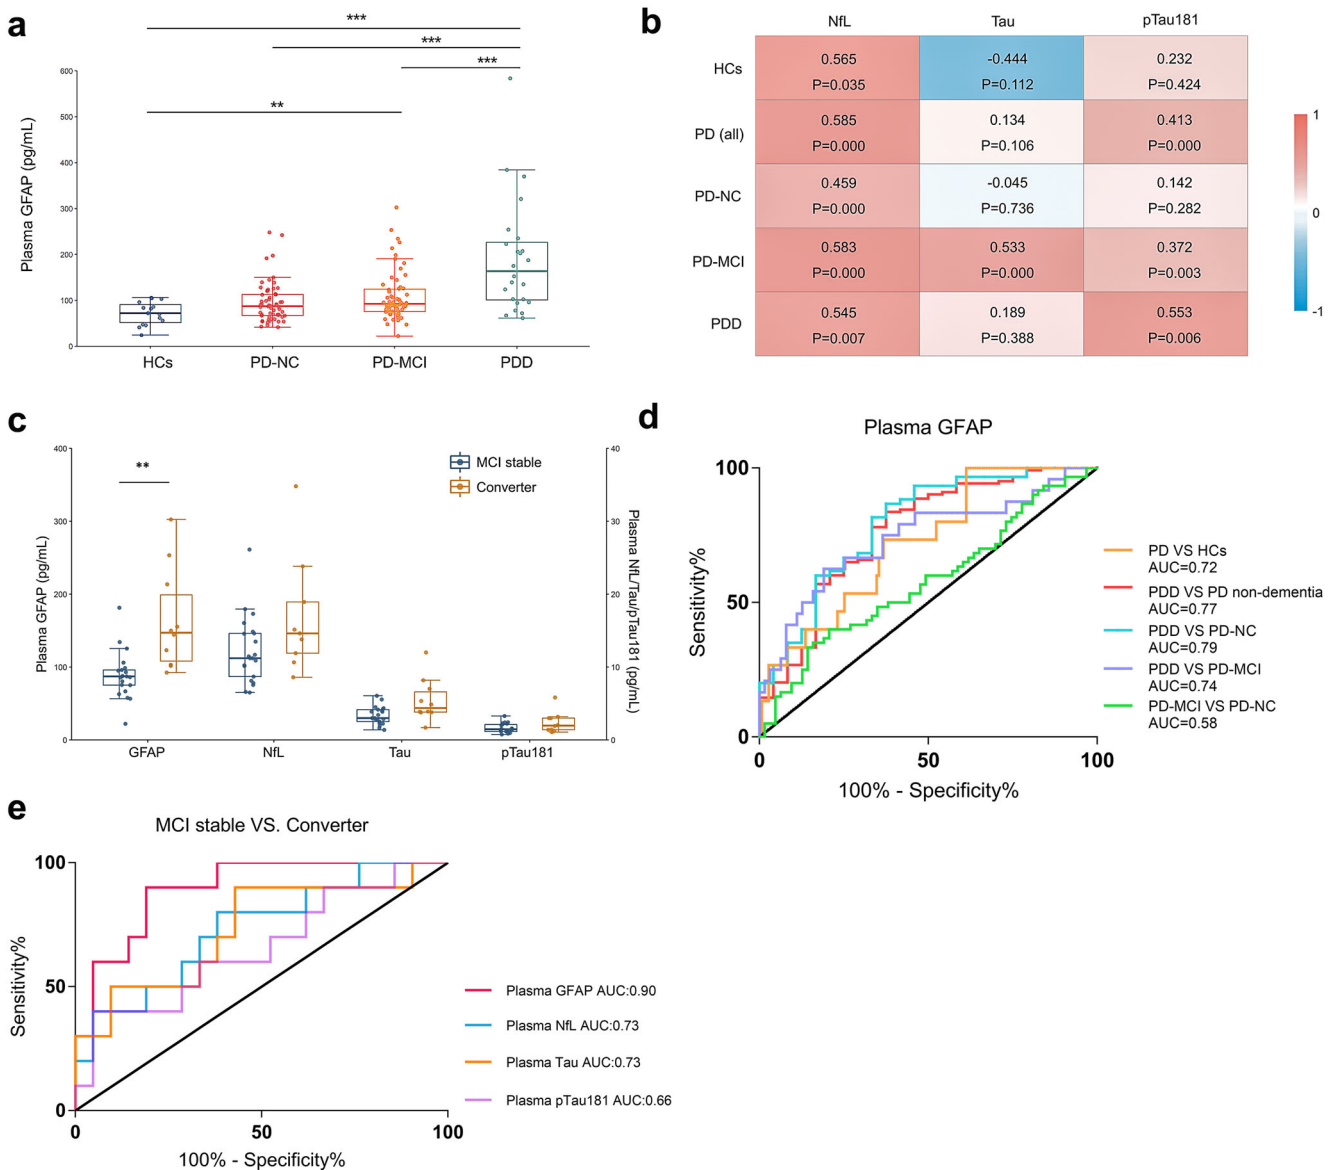 a
***
***
***
**
Plasma GFAP (pg/mL)
600
500
400
300
200
100
0
HCs PD-NC PD-MCI PDD
b
NfL Tau pTau181
HCs
0.565 -0.444 0.232
P=0.035 P=0.112 P=0.424
PD (all)
0.585 0.134 0.413
P=0.000 P=0.106 P=0.000
PD-NC
0.459 -0.045 0.142
P=0.000 P=0.736 P=0.282
PD-MCI
0.583 0.533 0.372
P=0.000 P=0.000 P=0.003
PDD
0.545 0.189 0.553
P=0.007 P=0.388 P=0.006
1
0
-1
c
**
MCI stable
Converter
Plasma GFAP (pg/mL)
400
300
200
100
0
GFAP NfL Tau pTau181
40
30
20
10
0
Plasma NfL/Tau/pTau181 (pg/mL)
d
Plasma GFAP
Sensitivity%
100
50
0
0 50 100
100% - Specificity%
PD VS HCs
AUC=0.72
PDD VS PD non-dementia
AUC=0.77
PDD VS PD-NC
AUC=0.79
PDD VS PD-MCI
AUC=0.74
PD-MCI VS PD-NC
AUC=0.58
e
MCI stable VS. Converter
Sensitivity%
100
50
0
0 50 100
100% - Specificity%
Plasma GFAP AUC:0.90
Plasma NfL AUC:0.73
Plasma Tau AUC:0.73
Plasma pTau181 AUC:0.66